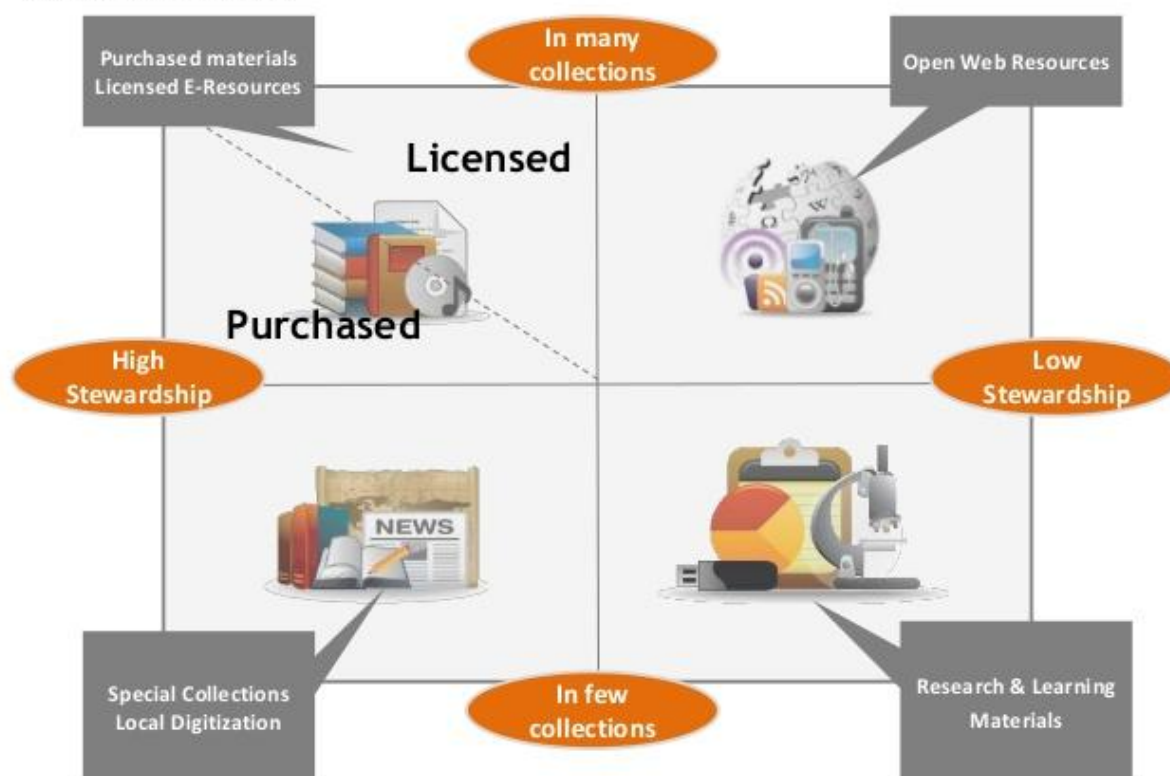 In many
collections
Purchased materials
Licensed E-Resources
Open Web Resources
Licensed
W
Purchased
High
Stewardship
Low
Stewardship
NEWS
Special Collections
Local Digitization
In few
collections
Research & Learning
Materials